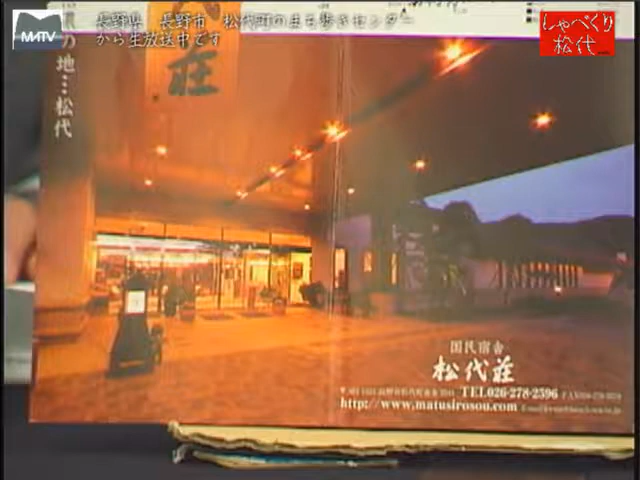 MATV
長野県 長野市 松代町のまち歩きセンター
から生放送中です
しゃべくり
松代
の地…松代
荘
国民宿舎
松代荘
TEL026-278-2596
http://www.matusirosou.com